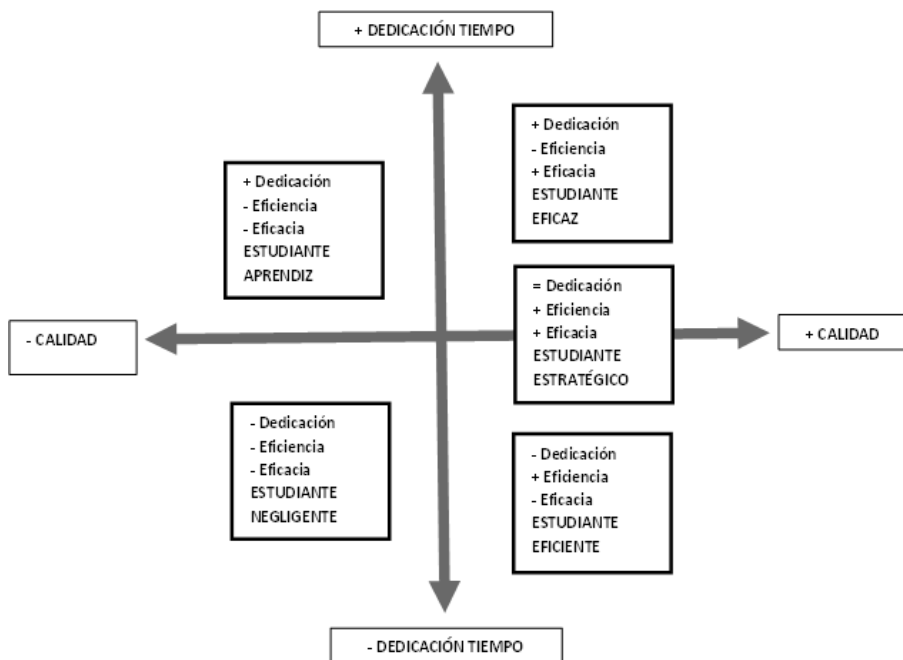 + DEDICACIÓN TIEMPO
+ Dedicación
- Eficiencia
+ Eficacia
ESTUDIANTE
EFICAZ
+ Dedicación
- Eficiencia
- Eficacia
ESTUDIANTE
APRENDIZ
= Dedicación
+ Eficiencia
+ Eficacia
ESTUDIANTE
ESTRATÉGICO
- CALIDAD
+ CALIDAD
- Dedicación
- Eficiencia
- Eficacia
ESTUDIANTE
NEGLIGENTE
- Dedicación
+ Eficiencia
- Eficacia
ESTUDIANTE
EFICIENTE
- DEDICACIÓN TIEMPO